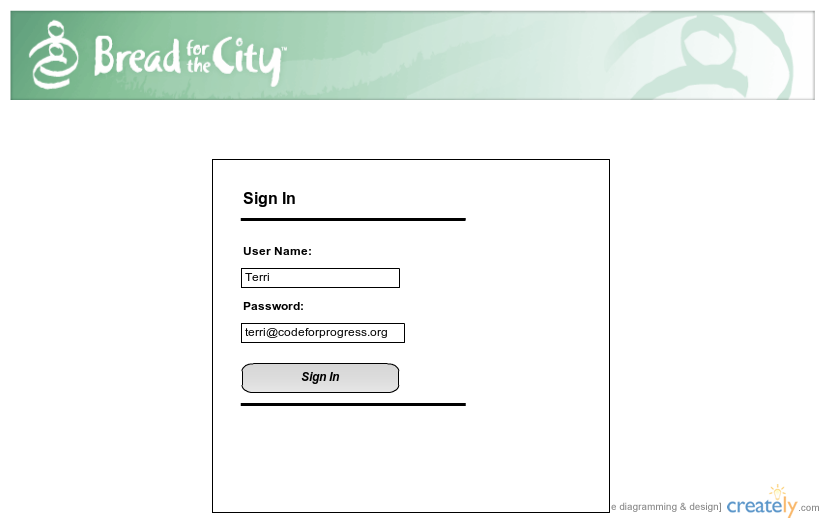 Bread for the City™
Sign In
User Name:
Terri
Password:
terri@codeforprogress.org
Sign In
e diagramming & design] creately.com